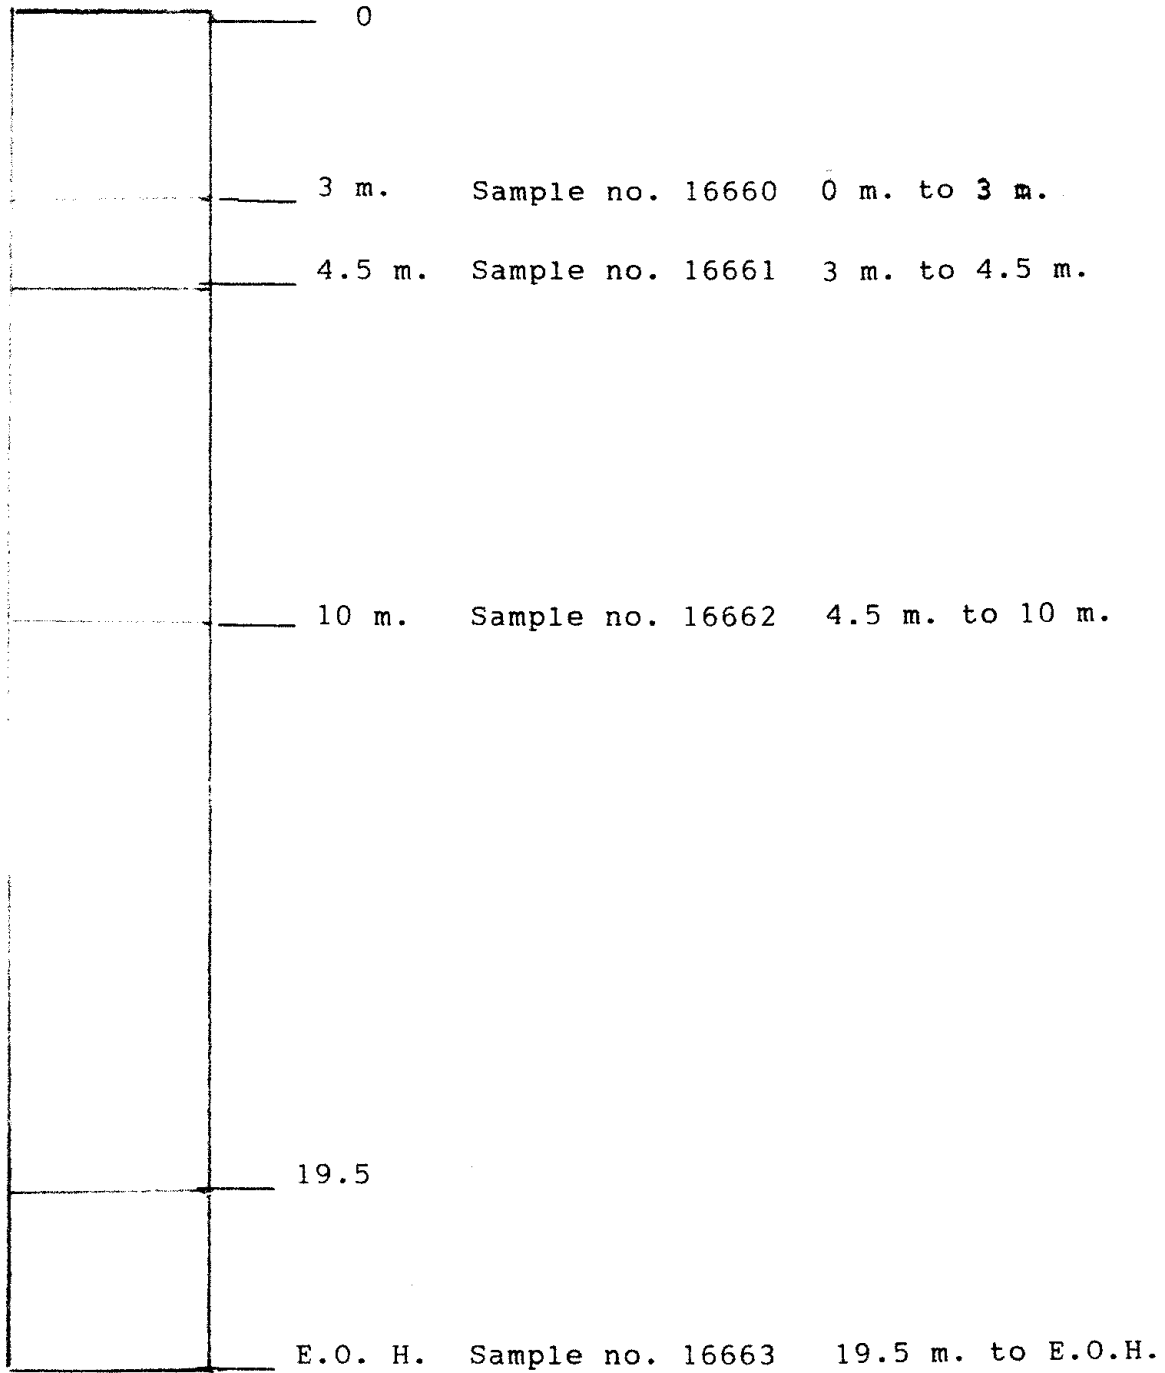 0
3 m. Sample no. 16660 0 m. to 3 m.
4.5 m. Sample no. 16661 3 m. to 4.5 m.
10 m. Sample no. 16662 4.5 m. to 10 m.
19.5
E.O. H. Sample no. 16663 19.5 m. to E.O.H.